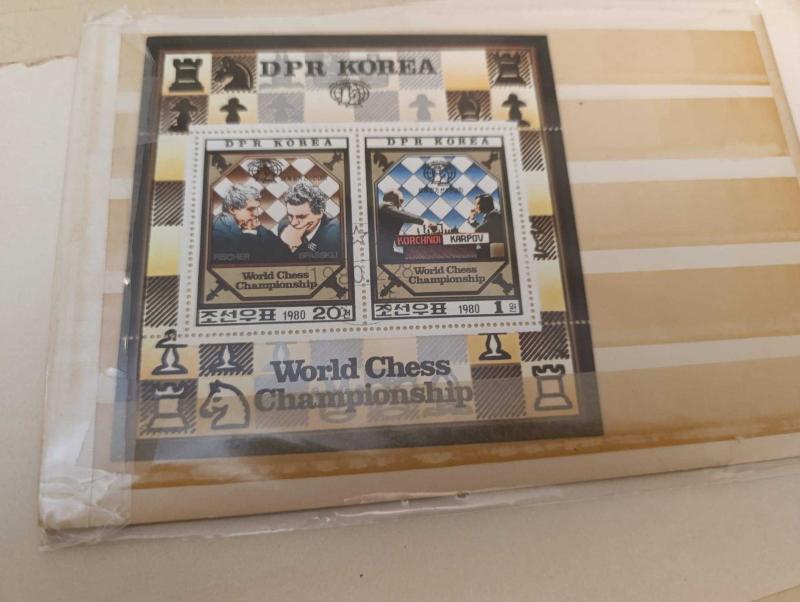 DPR KOREA
DPR KOREA
FISCHER SPASSKIJ
World Chess
Championship
조선우표 1980 20전
DPR KOREA
KORCHNOI KARPOV
World Chess
Championship
조선우표 1980 1원
World Chess
Championship